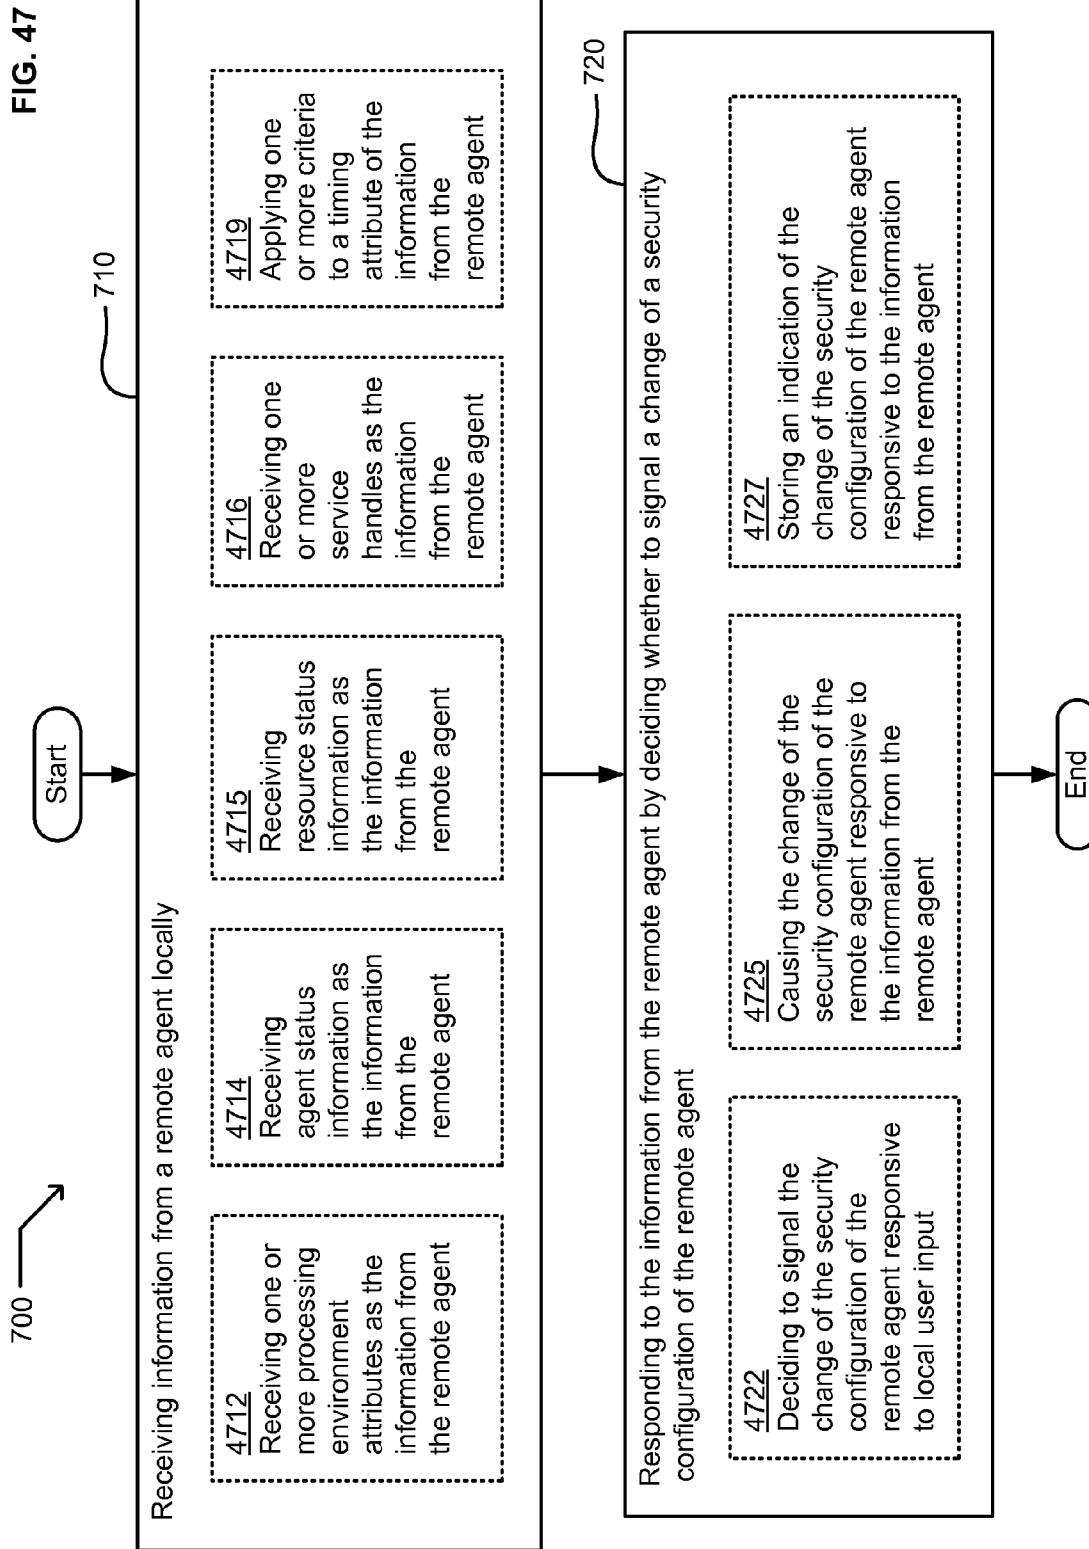 FIG. 47
700
Start
710
Receiving information from a remote agent locally
4712
Receiving one or
more processing
environment
attributes as the
information from
the remote agent
4714
Receiving
agent status
information as
the information
from the
remote agent
4715
Receiving
resource status
information as
the information
from the
remote agent
4716
Receiving one
or more
service
handles as the
information
from the
remote agent
4719
Applying one
or more criteria
to a timing
attribute of the
information
from the
remote agent
720
Responding to the information from the remote agent by deciding whether to signal a change of a security
configuration of the remote agent
4722
Deciding to signal the
change of the security
configuration of the
remote agent responsive
to local user input
4725
Causing the change of the
security configuration of the
remote agent responsive to
the information from the
remote agent
4727
Storing an indication of the
change of the security
configuration of the remote agent
responsive to the information
from the remote agent
End